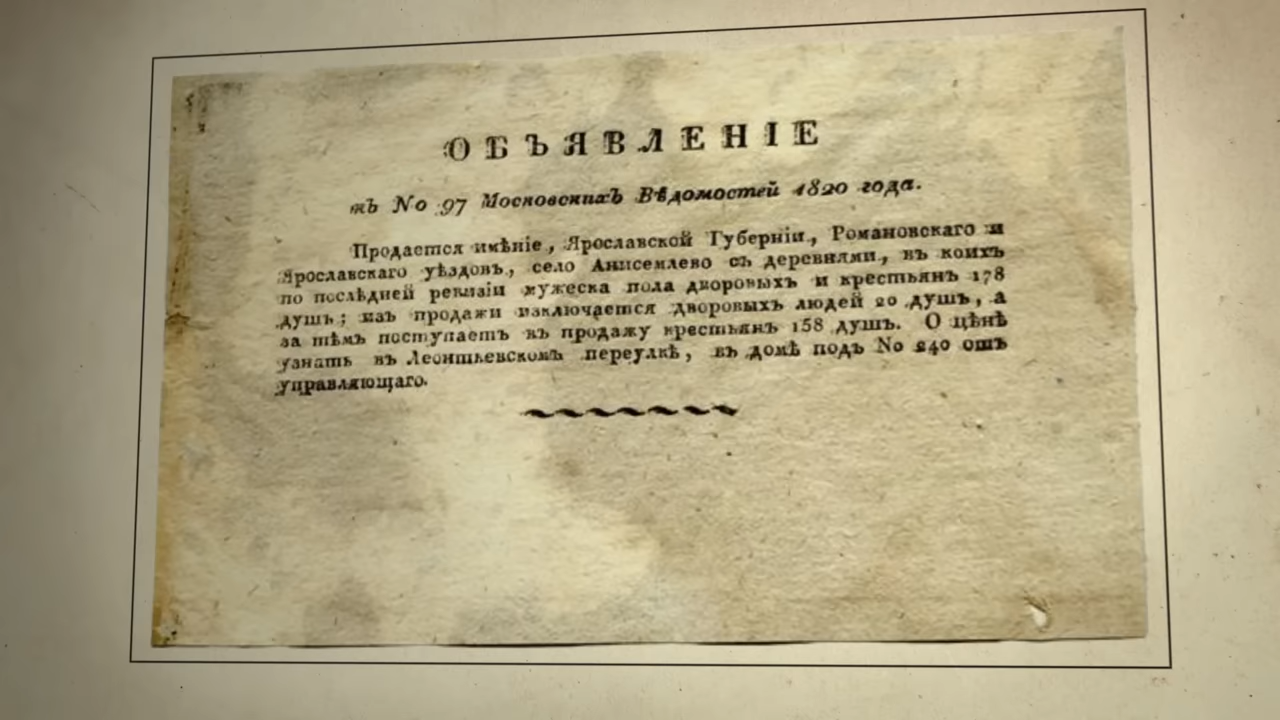 ОБЪЯВЛЕНІЕ
къ No 97 Московскихъ Вѣдомостей 1820 года.
Продается имѣніе, Ярославской Губерніи, Романовскаго и
Ярославскаго уѣздовъ, село Анисемлево съ деревнями, въ коихъ
по послѣдней ревизіи мужеска пола дворовыхъ и крестьянъ 178
душъ; изъ продажи изключается дворовыхъ людей 20 душъ, а
за тѣмъ поступаетъ въ продажу крестьянъ 158 душъ. О цѣнѣ
узнать въ Леонтьевскомъ переулкѣ, въ домѣ подъ No 240 отъ
управляющаго.